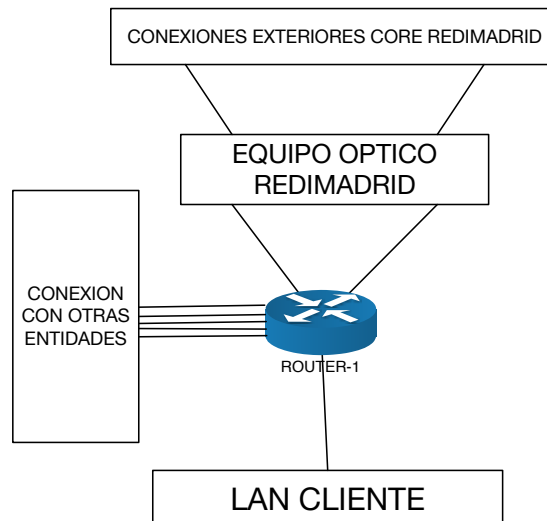 CONEXIONES EXTERIORES CORE REDIMADRID
EQUIPO OPTICO
REDIMADRID
CONEXION
CON OTRAS
ENTIDADES
ROUTER-1
LAN CLIENTE